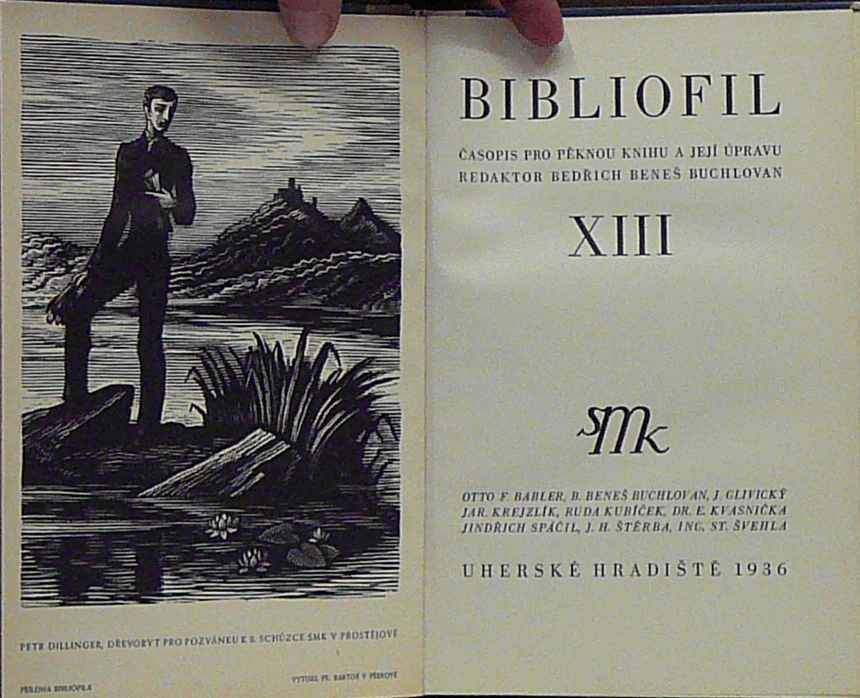 PETR DILLINGER, DŘEVORYT PRO POZVÁNKU K 8. SCHŮZCE SMK V PROSTĚJOVĚ
PŘÍLOHA BIBLIOFILA
VYTISKL FR. BARTOŠ V PŘEROVĚ
BIBLIOFIL
ČASOPIS PRO PĚKNOU KNIHU A JEJÍ ÚPRAVU
REDAKTOR BEDŘICH BENEŠ BUCHLOVAN
XIII
SMK
OTTO F. BABLER, B. BENEŠ BUCHLOVAN, J. GLIVICKÝ
JAR. KREJZLÍK, RUDA KUBÍČEK, DR. E. KVASNIČKA
JINDŘICH SPÁČIL, J. H. ŠTĚRBA, ING. ST. ŠVEHLA
UHERSKÉ HRADIŠTĚ 1936